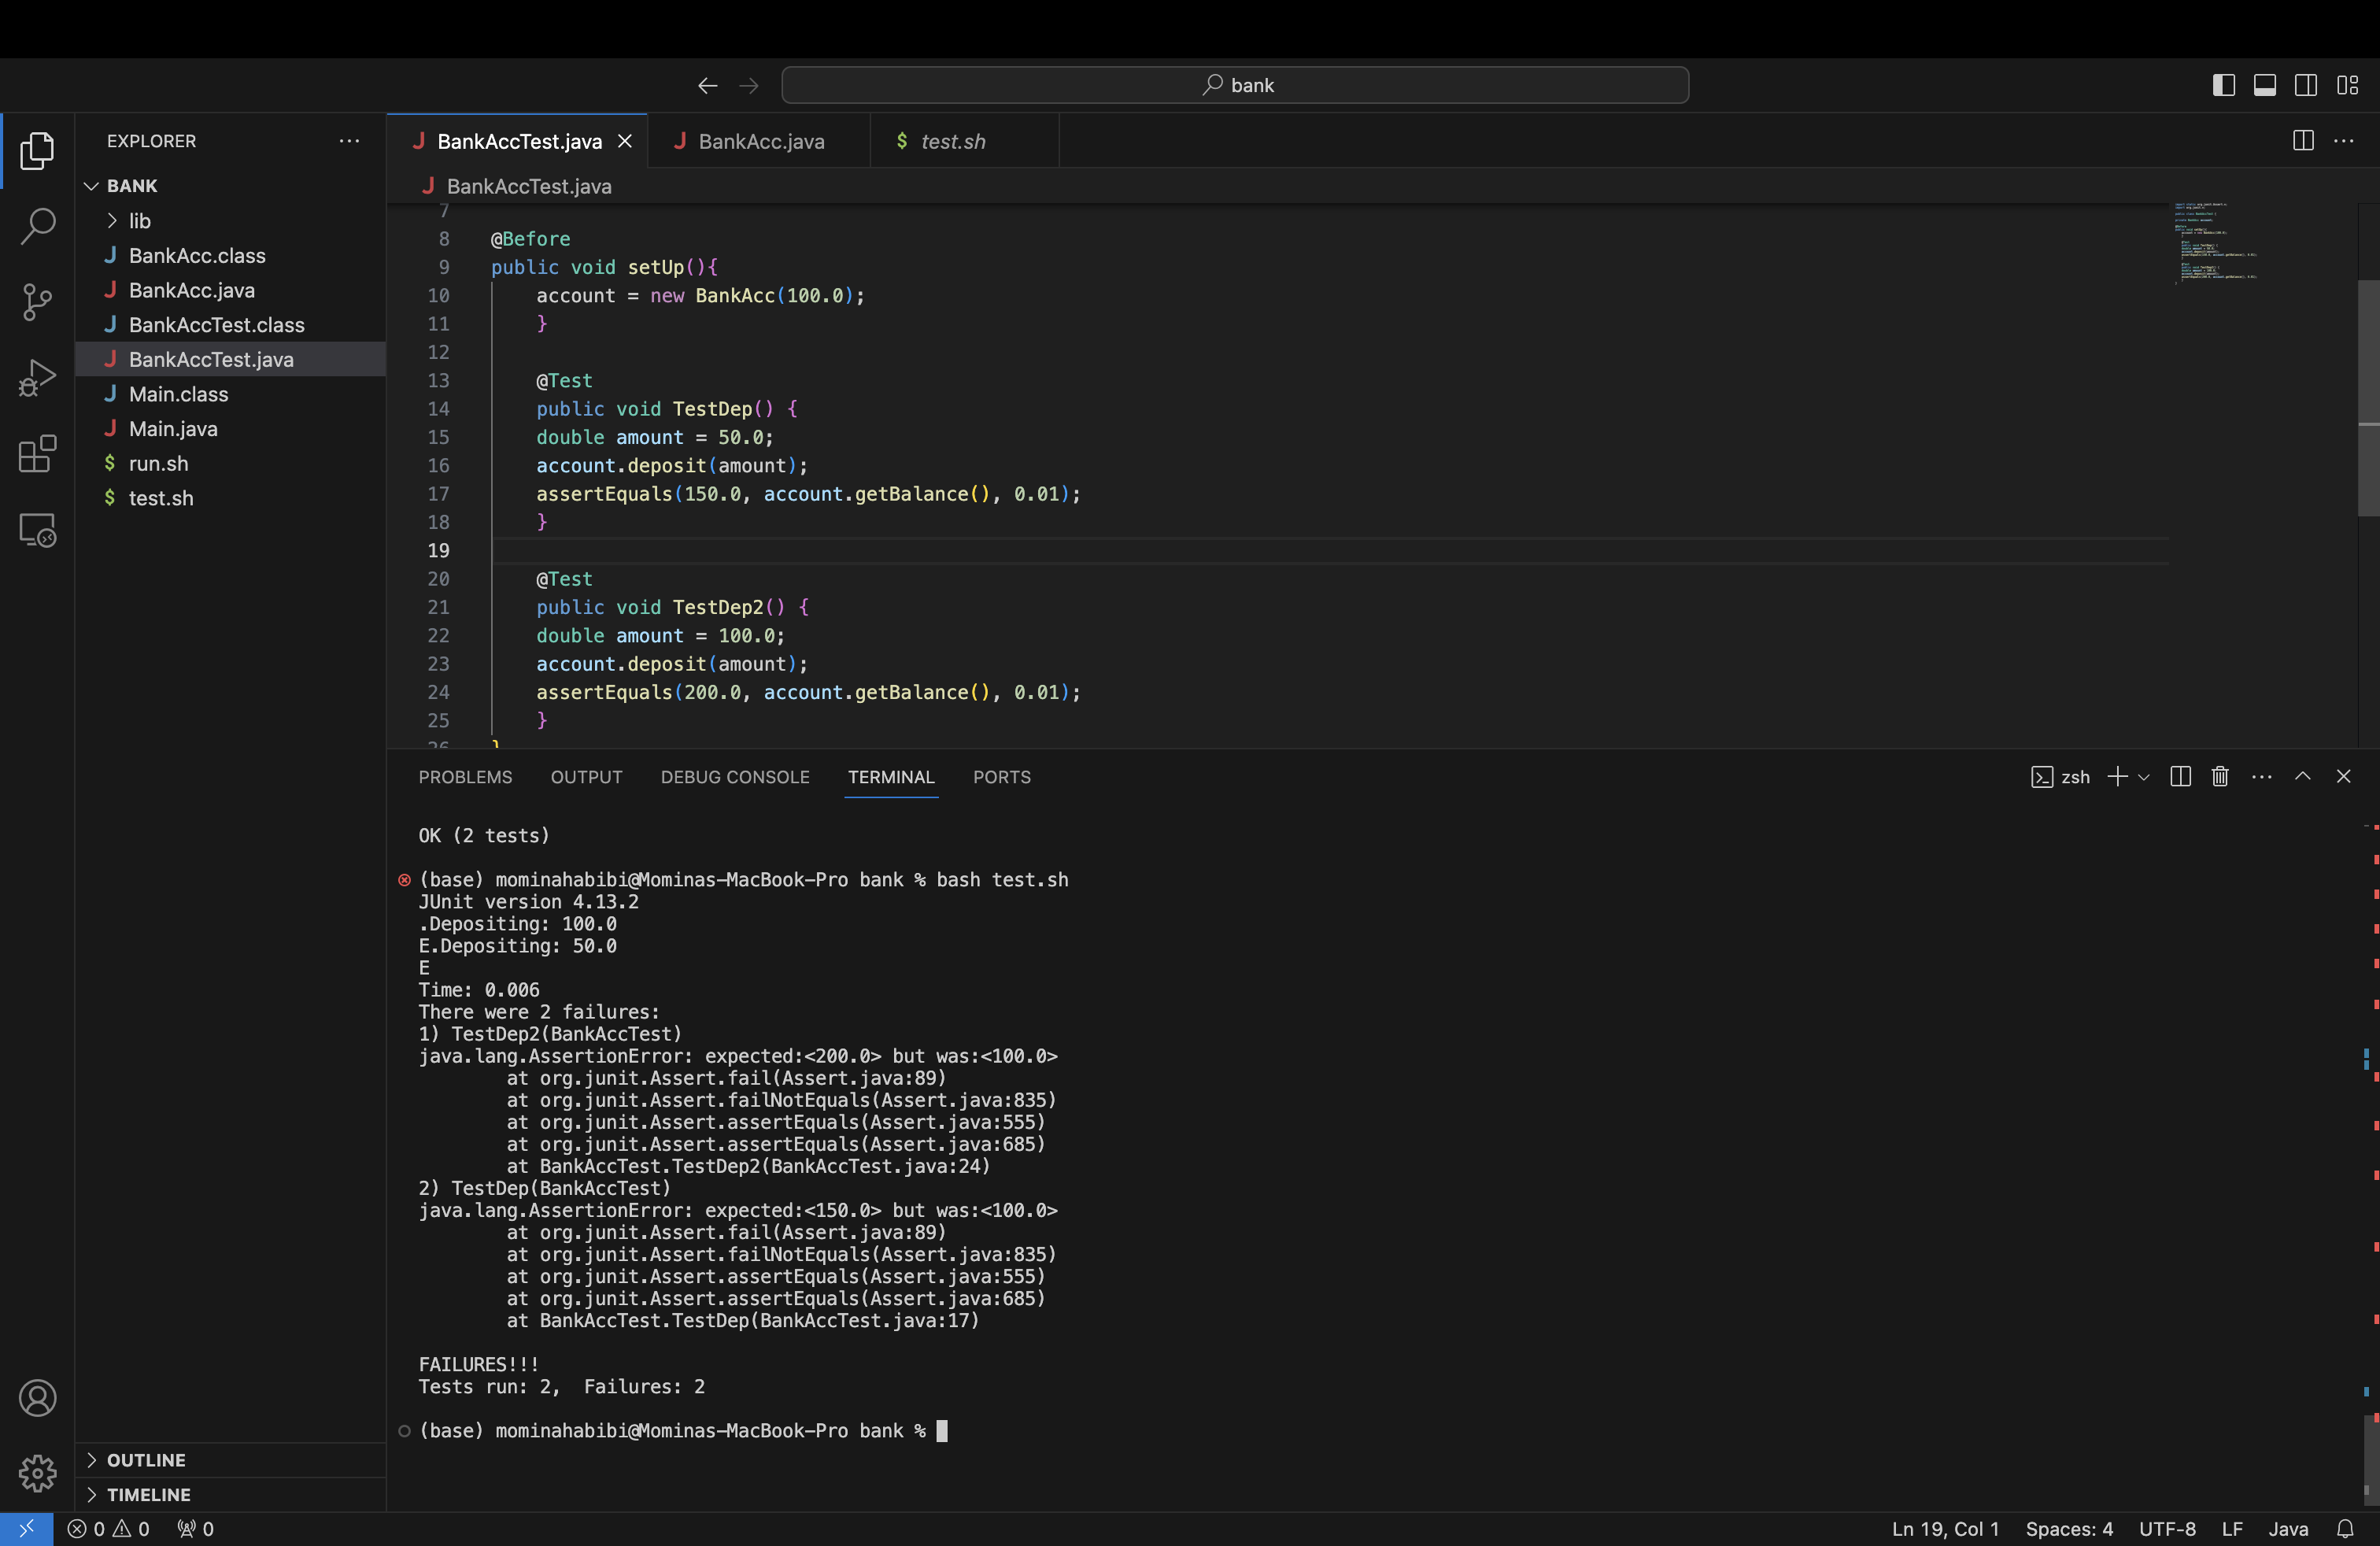 bank
EXPLORER
BANK
lib
BankAcc.class
BankAcc.java
BankAccTest.class
BankAccTest.java
Main.class
Main.java
run.sh
test.sh
OUTLINE
TIMELINE
BankAccTest.java
BankAcc.java
test.sh
BankAccTest.java
7
8 @Before
9 public void setUp(){
10 account = new BankAcc(100.0);
11 }
12
13 @Test
14 public void TestDep() {
15 double amount = 50.0;
16 account.deposit(amount);
17 assertEquals(150.0, account.getBalance(), 0.01);
18 }
19
20 @Test
21 public void TestDep2() {
22 double amount = 100.0;
23 account.deposit(amount);
24 assertEquals(200.0, account.getBalance(), 0.01);
25 }
26 }
PROBLEMS OUTPUT DEBUG CONSOLE TERMINAL PORTS zsh
OK (2 tests)
(base) mominahabibi@Mominas-MacBook-Pro bank % bash test.sh
JUnit version 4.13.2
.Depositing: 100.0
E.Depositing: 50.0
E
Time: 0.006
There were 2 failures:
1) TestDep2(BankAccTest)
java.lang.AssertionError: expected:<200.0> but was:<100.0>
at org.junit.Assert.fail(Assert.java:89)
at org.junit.Assert.failNotEquals(Assert.java:835)
at org.junit.Assert.assertEquals(Assert.java:555)
at org.junit.Assert.assertEquals(Assert.java:685)
at BankAccTest.TestDep2(BankAccTest.java:24)
2) TestDep(BankAccTest)
java.lang.AssertionError: expected:<150.0> but was:<100.0>
at org.junit.Assert.fail(Assert.java:89)
at org.junit.Assert.failNotEquals(Assert.java:835)
at org.junit.Assert.assertEquals(Assert.java:555)
at org.junit.Assert.assertEquals(Assert.java:685)
at BankAccTest.TestDep(BankAccTest.java:17)
FAILURES!!!
Tests run: 2,  Failures: 2
(base) mominahabibi@Mominas-MacBook-Pro bank %
0 0 0 Ln 19, Col 1 Spaces: 4 UTF-8 LF Java